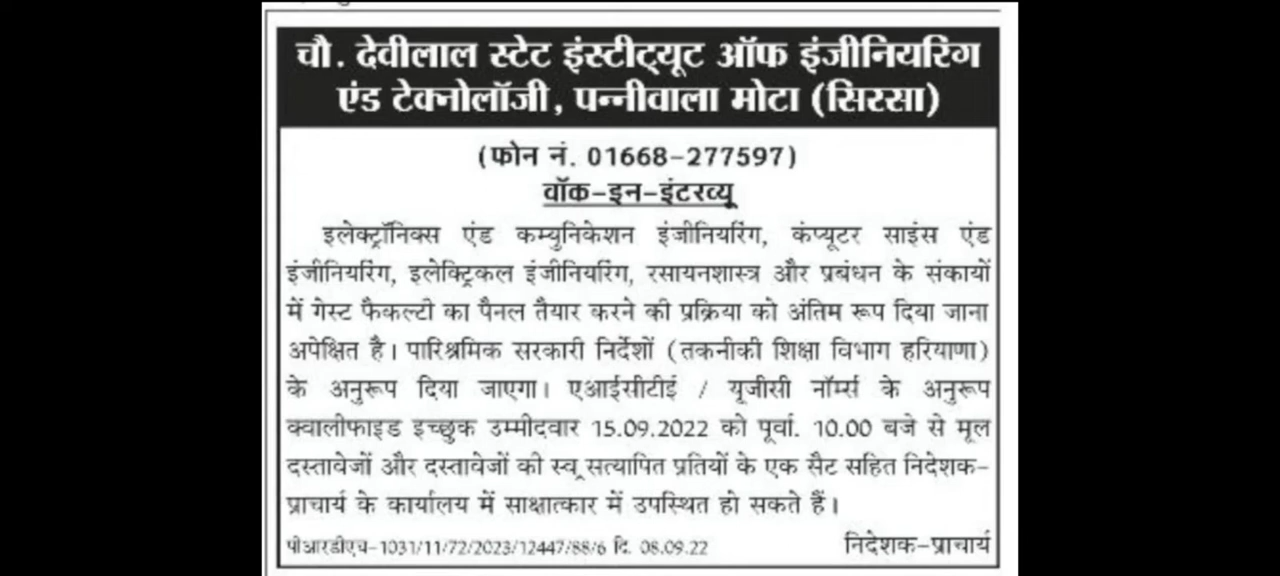 चौ. देवीलाल स्टेट इंस्टीट्यूट ऑफ इंजीनियरिंग
एंड टेक्नोलॉजी, पन्नीवाला मोटा (सिरसा)
(फोन नं. 01668-277597)
वॉक-इन-इंटरव्यू
इलेक्ट्रॉनिक्स एंड कम्युनिकेशन इंजीनियरिंग, कंप्यूटर साइंस एंड
इंजीनियरिंग, इलेक्ट्रिकल इंजीनियरिंग, रसायनशास्त्र और प्रबंधन के संकायों
में गेस्ट फैकल्टी का पैनल तैयार करने की प्रक्रिया को अंतिम रूप दिया जाना
अपेक्षित है। पारिश्रमिक सरकारी निर्देशों (तकनीकी शिक्षा विभाग हरियाणा)
के अनुरूप दिया जाएगा। एआईसीटीई / यूजीसी नॉर्म्स के अनुरूप
क्वालीफाइड इच्छुक उम्मीदवार 15.09.2022 को पूर्वा. 10.00 बजे से मूल
दस्तावेजों और दस्तावेजों की स्व्र सत्यापित प्रतियों के एक सैट सहित निदेशक-
प्राचार्य के कार्यालय में साक्षात्कार में उपस्थित हो सकते हैं।
पीआरडीएच-1031/11/72/2023/12447/88/6 दि. 08.09.22 निदेशक-प्राचार्य